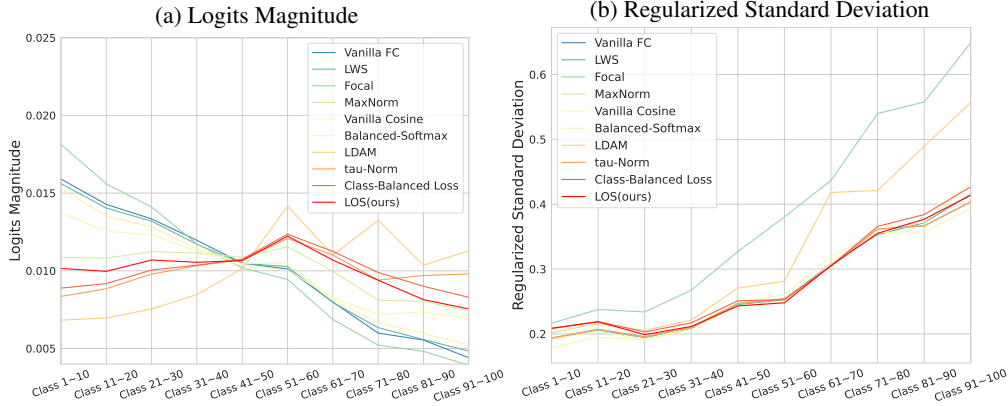 (a) Logits Magnitude
0.025
0.020
0.015
0.010
0.005
Logits Magnitude
Vanilla FC
LWS
Focal
MaxNorm
Vanilla Cosine
Balanced-Softmax
LDAM
tau-Norm
Class-Balanced Loss
LOS(ours)
Class 1~10
Class 11~20
Class 21~30
Class 31~40
Class 41~50
Class 51~60
Class 61~70
Class 71~80
Class 81~90
Class 91~100
(b) Regularized Standard Deviation
0.6
0.5
0.4
0.3
0.2
Regularized Standard Deviation
Vanilla FC
LWS
Focal
MaxNorm
Vanilla Cosine
Balanced-Softmax
LDAM
tau-Norm
Class-Balanced Loss
LOS(ours)
Class 1~10
Class 11~20
Class 21~30
Class 31~40
Class 41~50
Class 51~60
Class 61~70
Class 71~80
Class 81~90
Class 91~100